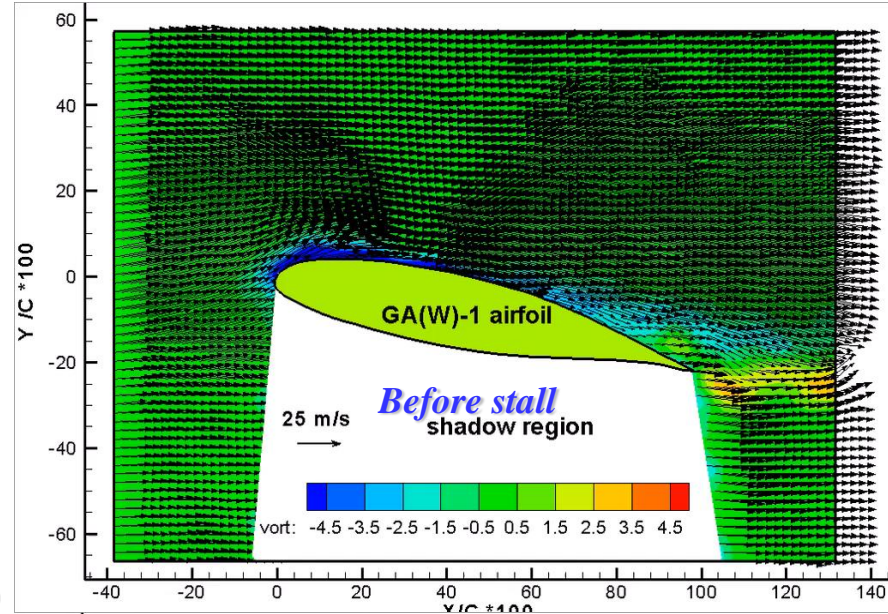 60
40
20
0
-20
-40
-60
Y /C *100
GA(W)-1 airfoil
Before stall
25 m/s
shadow region
vort: -4.5 -3.5 -2.5 -1.5 -0.5 0.5 1.5 2.5 3.5 4.5
-40 -20 0 20 40 60 80 100 120 140
X/C *100